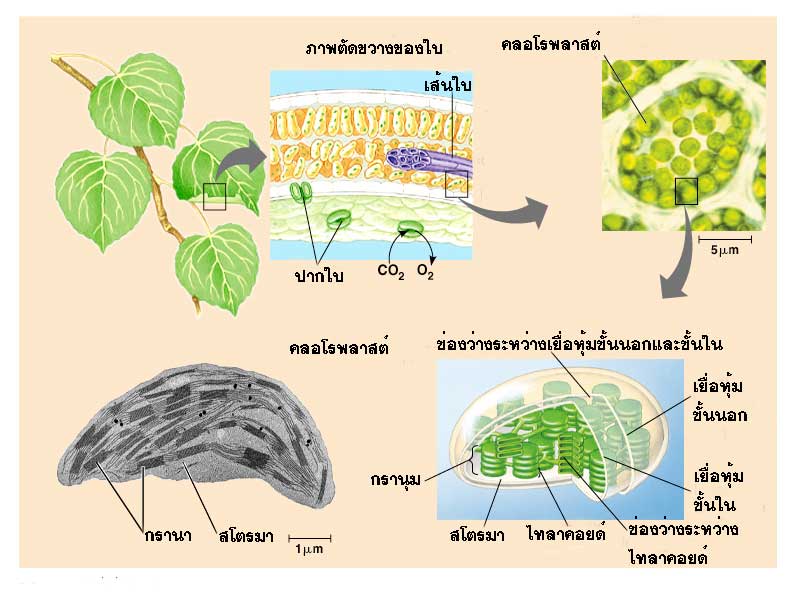 ภาพตัดขวางของใบ
คลอโรพลาสต์
เส้นใบ
ปากใบ
CO2 O2
5μm
คลอโรพลาสต์
ช่องว่างระหว่างเยื่อหุ้มชั้นนอกและชั้นใน
เยื่อหุ้ม
ชั้นนอก
กรานุม
เยื่อหุ้ม
ชั้นใน
กรานา
สโตรมา
1μm
สโตรมา
ไทลาคอยด์
ช่องว่างระหว่าง
ไทลาคอยด์